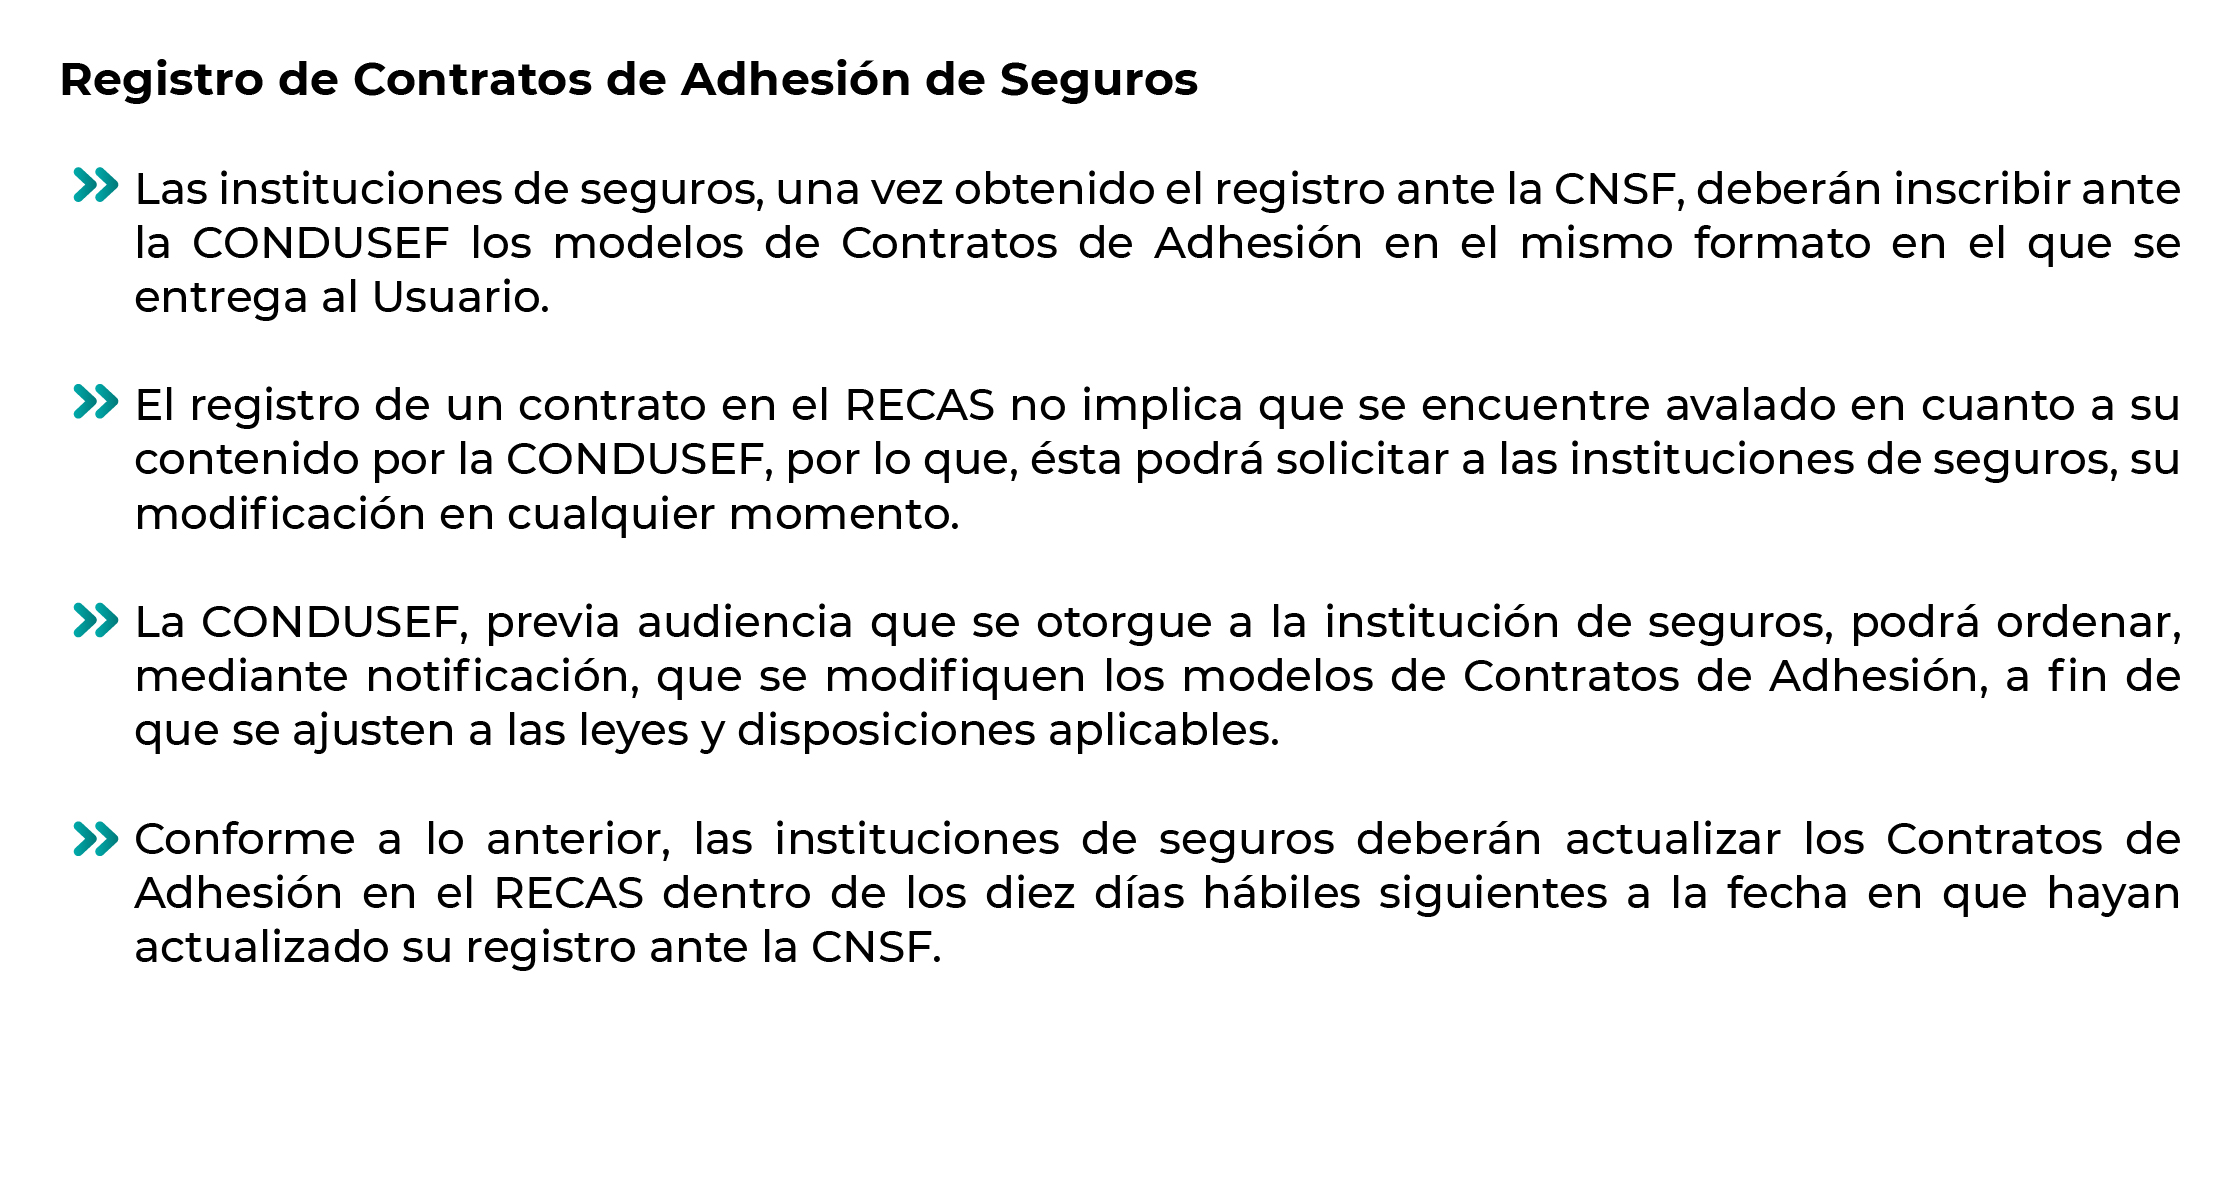 Registro de Contratos de Adhesión de Seguros
Las instituciones de seguros, una vez obtenido el registro ante la CNSF, deberán inscribir ante
la CONDUSEF los modelos de Contratos de Adhesión en el mismo formato en el que se
entrega al Usuario.
El registro de un contrato en el RECAS no implica que se encuentre avalado en cuanto a su
contenido por la CONDUSEF, por lo que, ésta podrá solicitar a las instituciones de seguros, su
modificación en cualquier momento.
La CONDUSEF, previa audiencia que se otorgue a la institución de seguros, podrá ordenar,
mediante notificación, que se modifiquen los modelos de Contratos de Adhesión, a fin de
que se ajusten a las leyes y disposiciones aplicables.
Conforme a lo anterior, las instituciones de seguros deberán actualizar los Contratos de
Adhesión en el RECAS dentro de los diez días hábiles siguientes a la fecha en que hayan
actualizado su registro ante la CNSF.